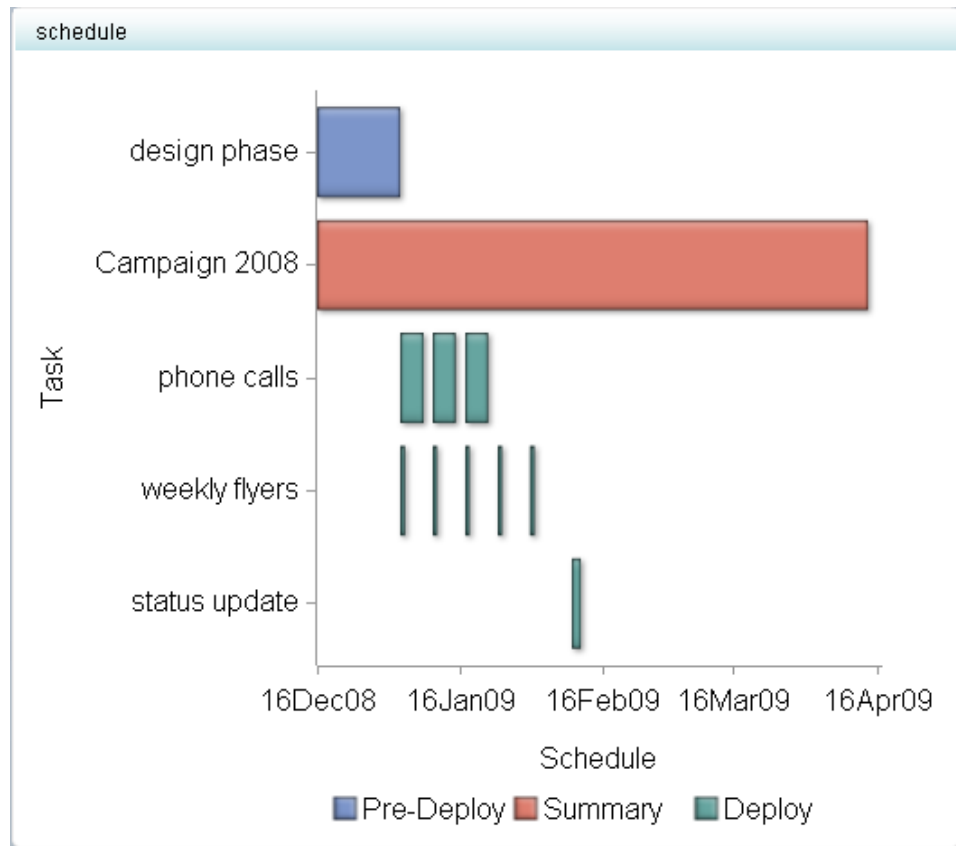 schedule
design phase
Campaign 2008
Task
phone calls
weekly flyers
status update
16Dec08 16Jan09 16Feb09 16Mar09 16Apr09
Schedule
Pre-Deploy Summary Deploy